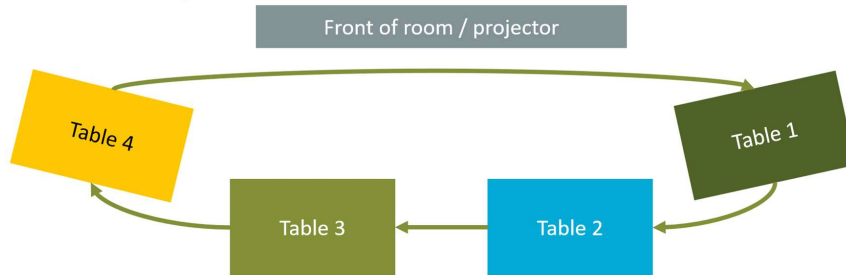 Front of room / projector
Table 4
Table 1
Table 3
Table 2